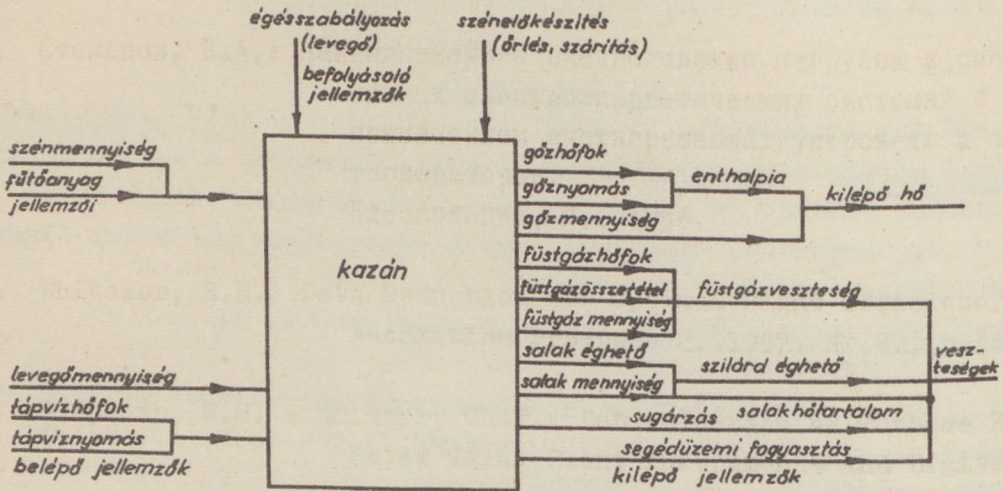 égésszabályozás
(levegő)
befolyásoló
jellemzők
szénelőkészítés
(őrlés, szárítás)
szénmennyiség
fűtőanyag
jellemzői
kazán
levegőmennyiség
tápvízhőfok
tápvíznyomás
belépő jellemzők
gőzhőfok
gőznyomás
gőzmennyiség
enthalpia
kilépő hő
füstgázhőfok
füstgázösszetétel
füstgáz mennyiség
füstgázveszteség
salak éghető
salak mennyiség
szilárd éghető
salak hőtartalom
sugárzás
segédüzemi fogyasztás
kilépő jellemzők
vesz-
teségek